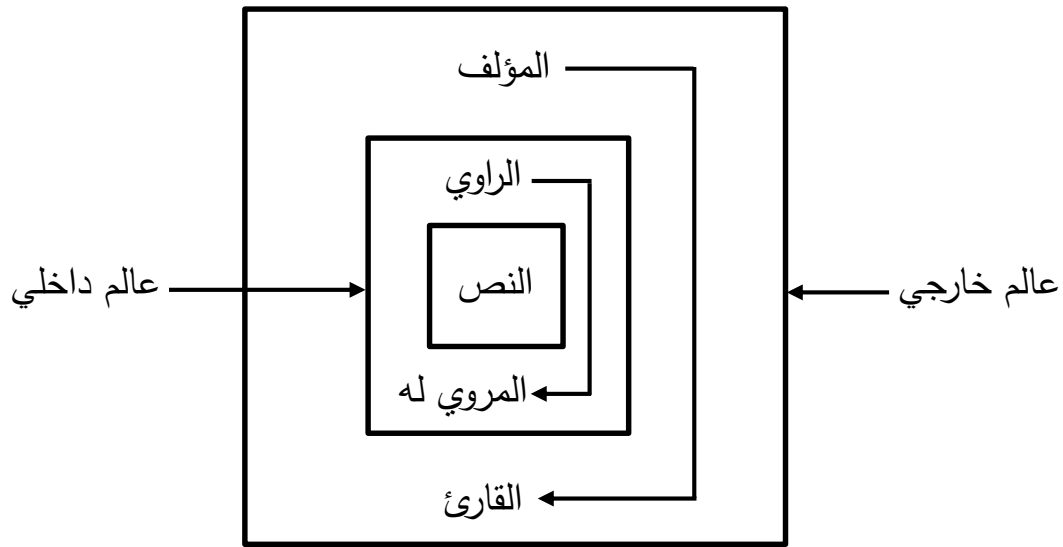 المؤلف
الراوي
عالم خارجي
النص
عالم داخلي
المروي له
القارئ